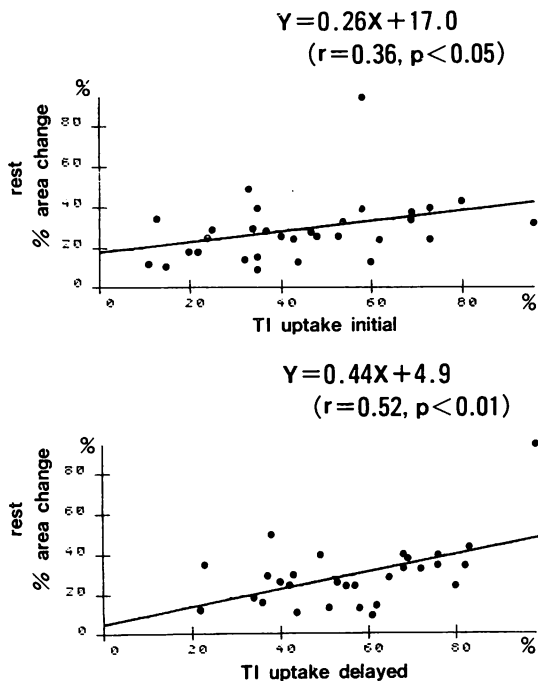 Y=0.26X+17.0
(r=0.36, p<0.05)
%
80
60
40
20
0
rest
% area change
0 20 40 60 80 %
TI uptake initial
Y=0.44X+4.9
(r=0.52, p<0.01)
%
80
60
40
20
0
rest
% area change
0 20 40 60 80 %
TI uptake delayed